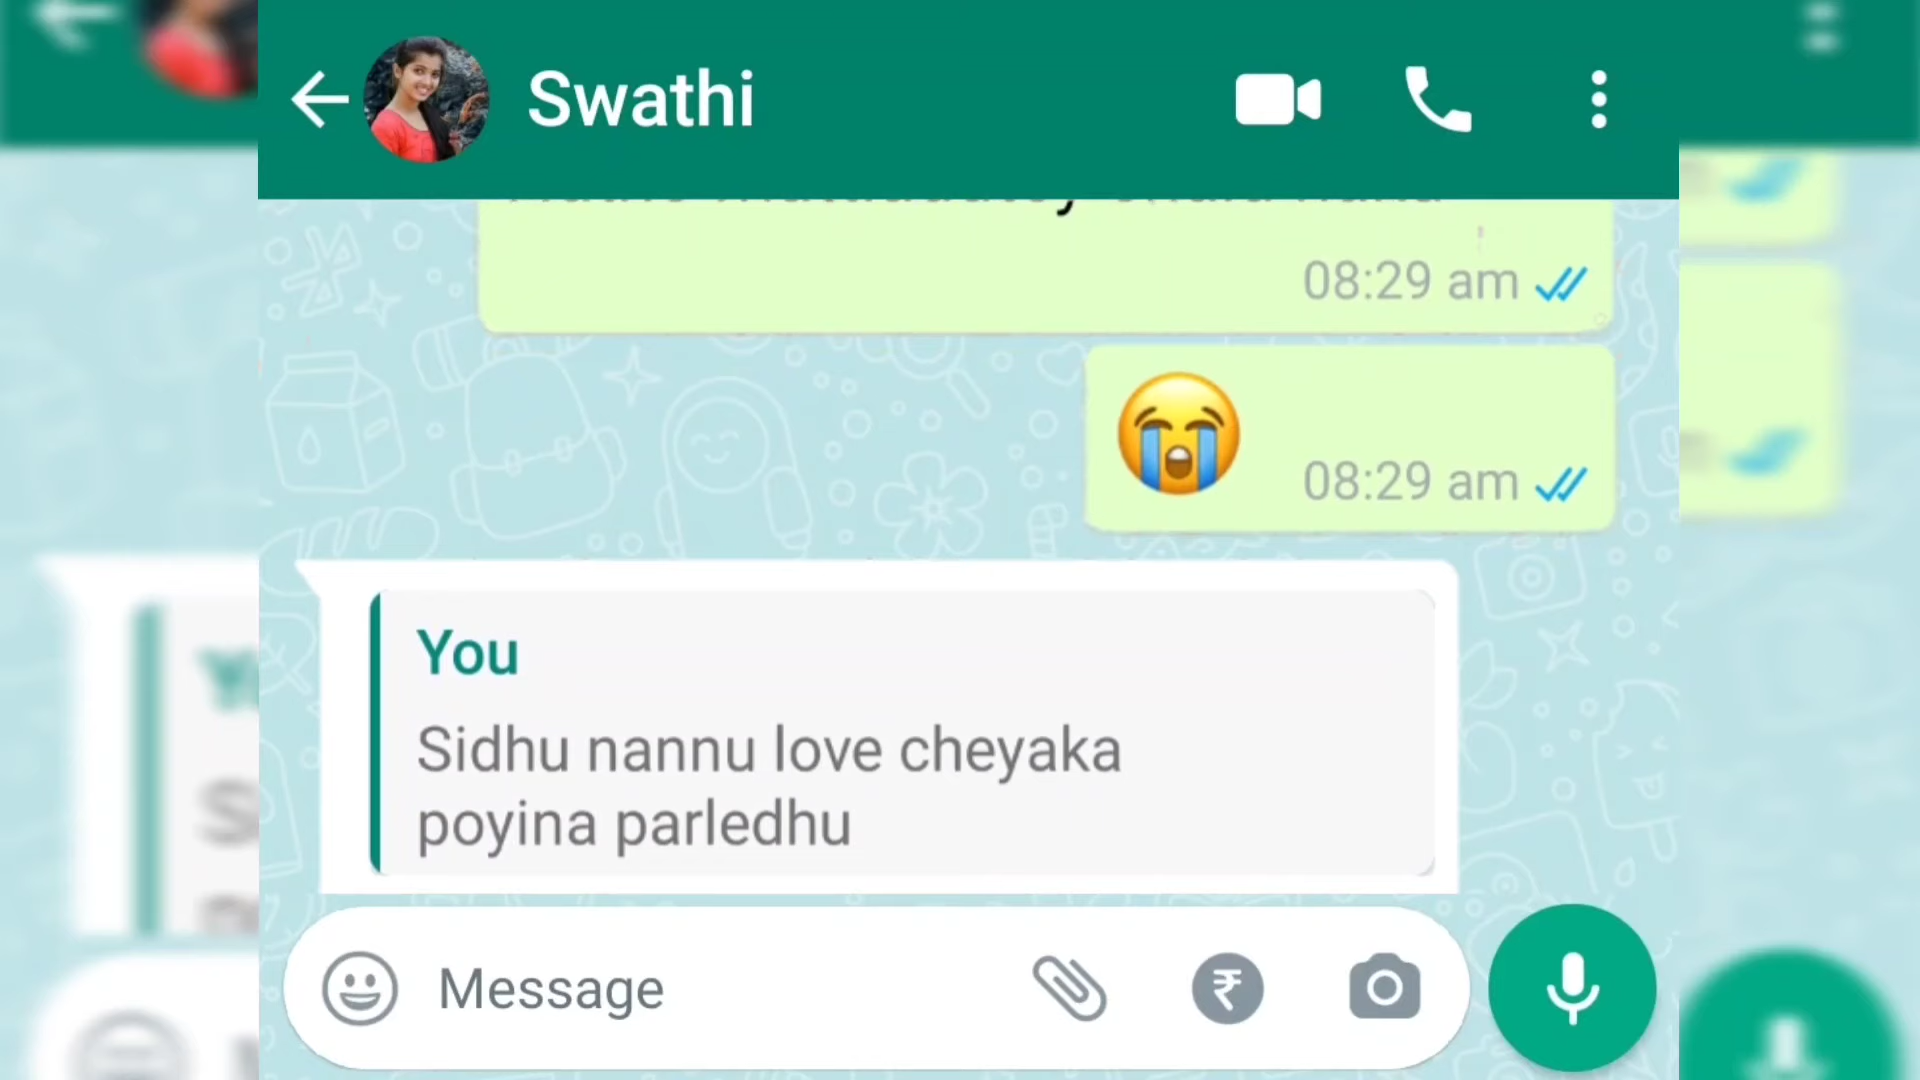 Swathi
08:29 am
08:29 am
You
Sidhu nannu love cheyaka
poyina parledhu
Message